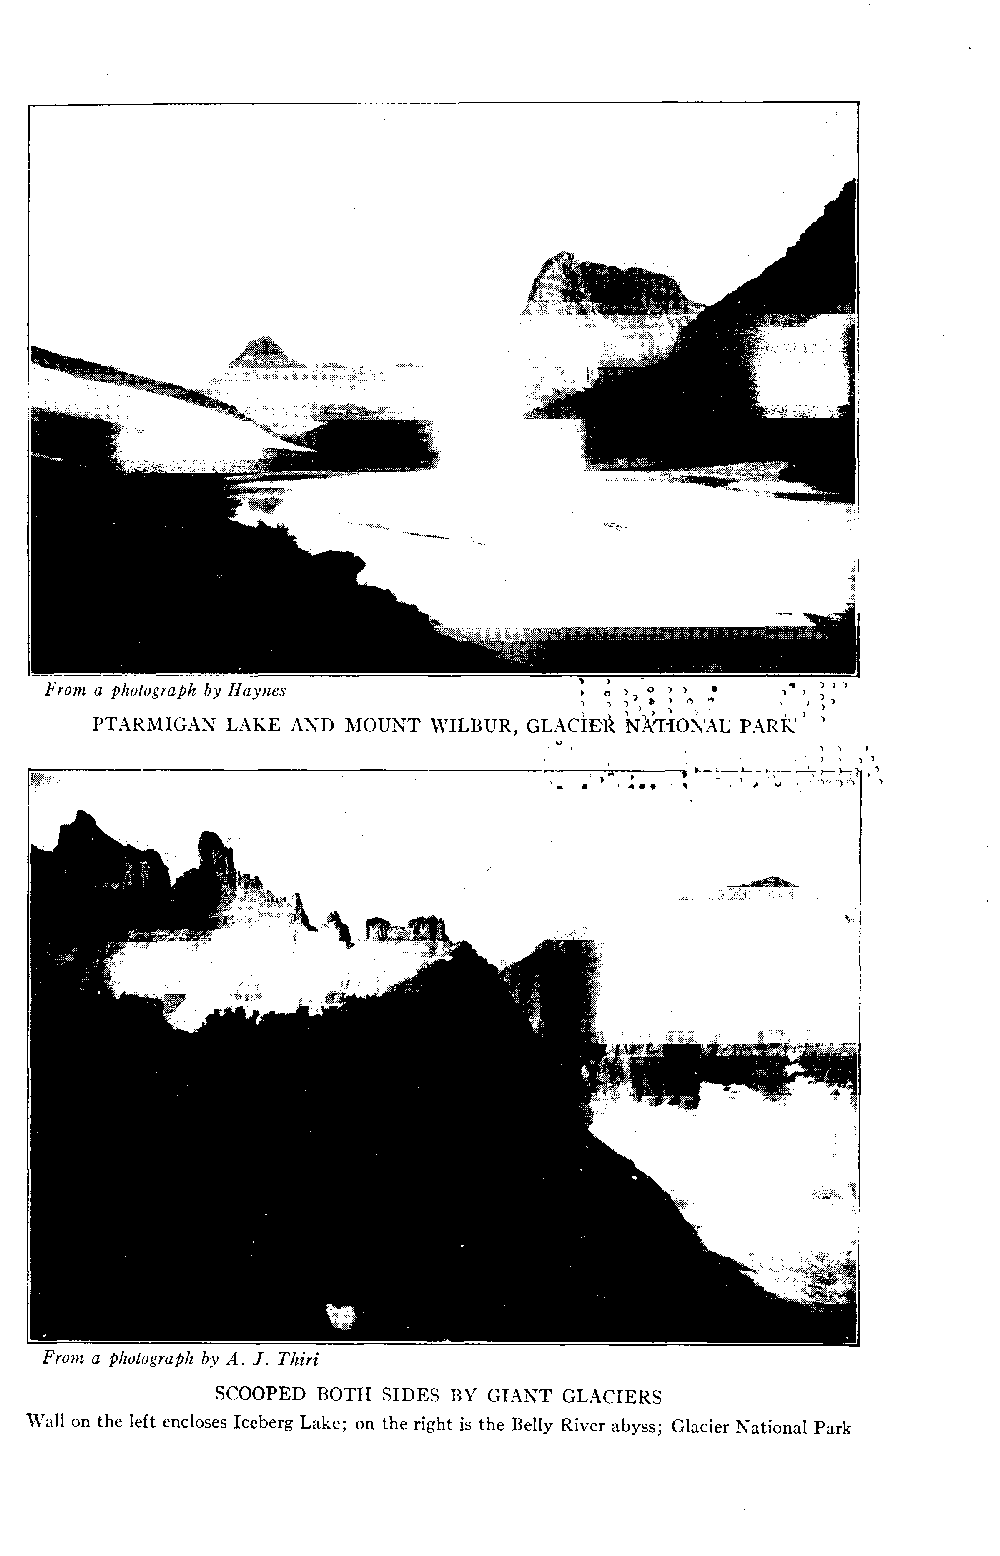 From a photograph by Haynes
PTARMIGAN LAKE AND MOUNT WILBUR, GLACIER NATIONAL PARK
From a photograph by A. J. Thiri
SCOOPED BOTH SIDES BY GIANT GLACIERS
Wall on the left encloses Iceberg Lake; on the right is the Belly River abyss; Glacier National Park